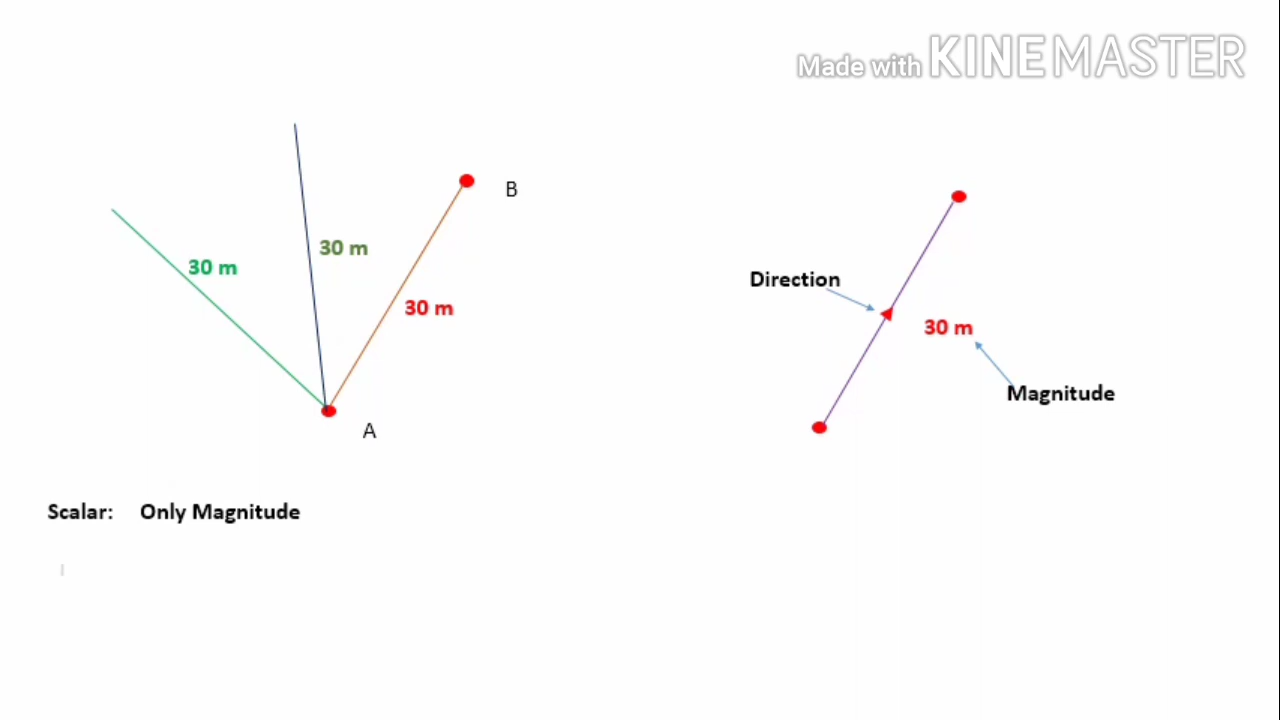 Made with KINEMASTER
B
30 m
30 m
30 m
A
Direction
30 m
Magnitude
Scalar: Only Magnitude